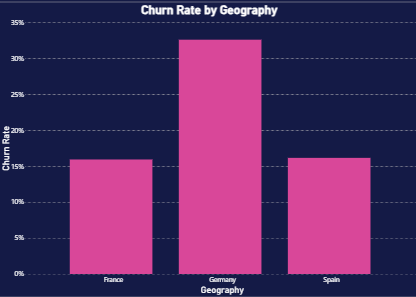 Churn Rate by Geography
35%
30%
25%
20%
15%
10%
5%
0%
Churn Rate
France
Germany
Spain
Geography